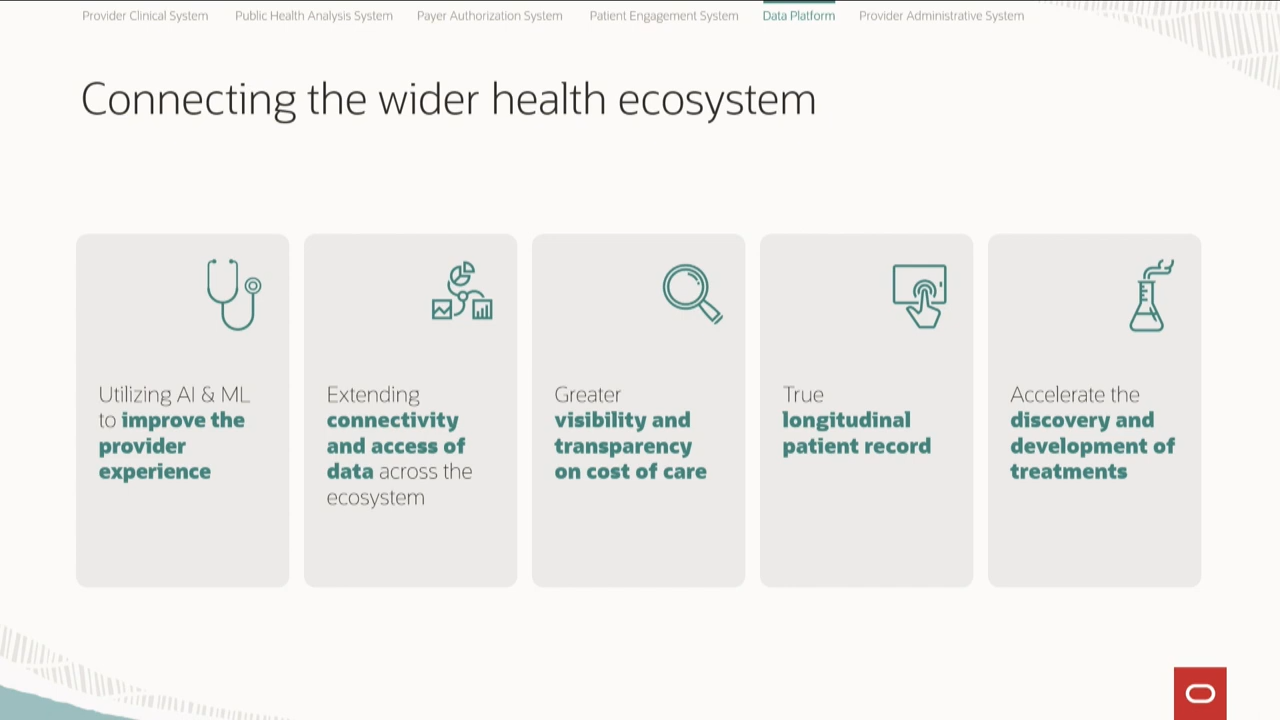 Provider Clinical System Public Health Analysis System Payer Authorization System Patient Engagement System Data Platform Provider Administrative System
Connecting the wider health ecosystem
Utilizing AI & ML
to improve the
provider
experience
Extending
connectivity
and access of
data across the
ecosystem
Greater
visibility and
transparency
on cost of care
True
longitudinal
patient record
Accelerate the
discovery and
development of
treatments